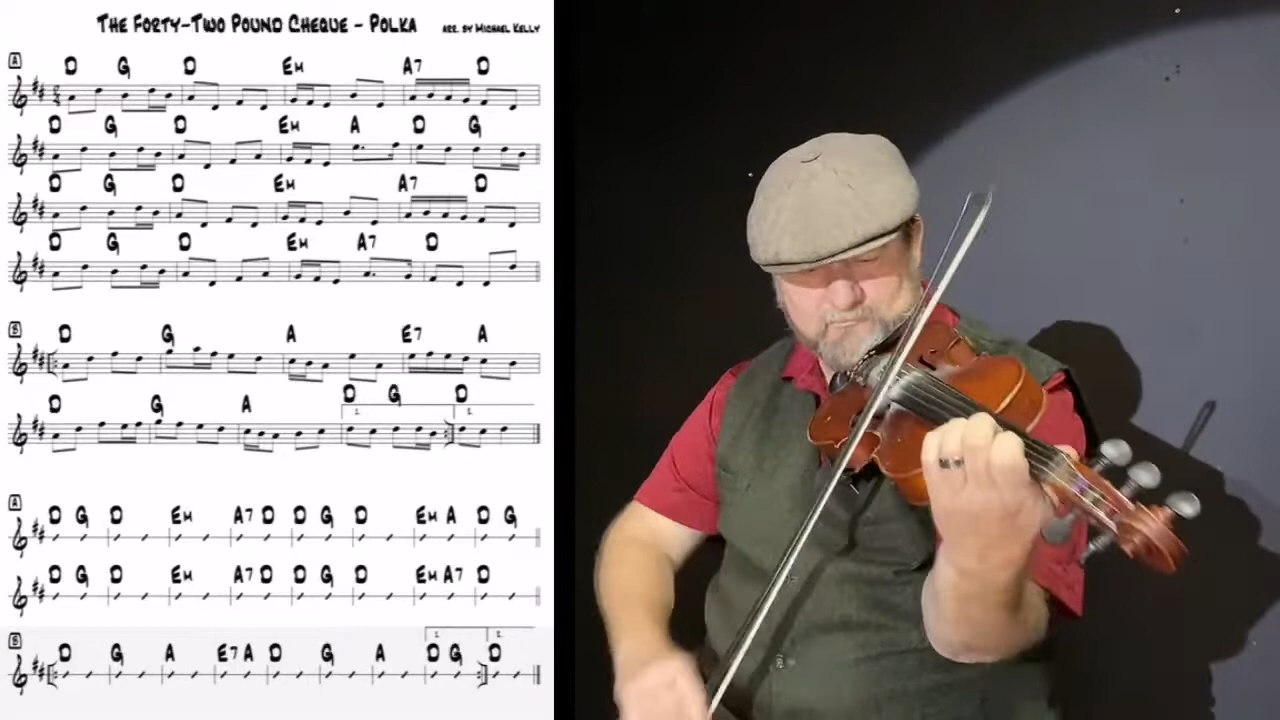 The Forty-Two Pound Cheque – Polka arr. by Michael Kelly
A
D G D Em A7 D
D G D Em A D G
D G D Em A7 D
D G D Em A7 D
B
D G A E7 A
D G A D G D
1. 2.
A
D G D Em A7 D D G D Em A D G
D G D Em A7 D D G D Em A7 D
1. 2.
B
D G A E7 A D G A D G D